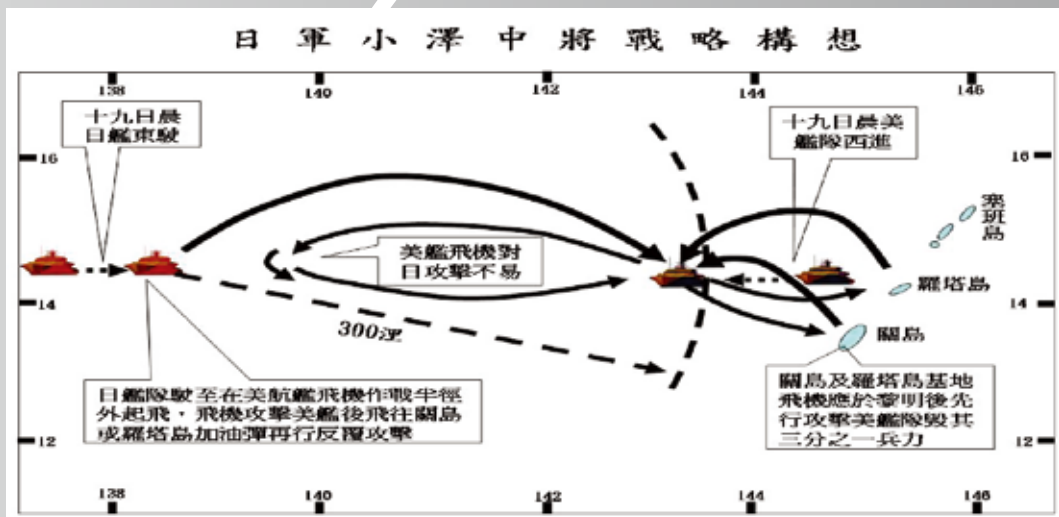 日軍小澤中將戰略構想
138
140
142
144
146
十九日晨
日艦東駛
十九日晨美
艦隊西進
16
16
塞班島
美艦飛機對
日攻擊不易
羅塔島
14
14
300浬
關島
日艦隊駛至在美航艦飛機作戰半徑
外起飛，飛機攻擊美艦後飛往關島
或羅塔島加油彈再行反覆攻擊
關島及羅塔島基地
飛機應於黎明後先
行攻擊美艦隊毀其
三分之一兵力
12
12
138
140
142
144
146